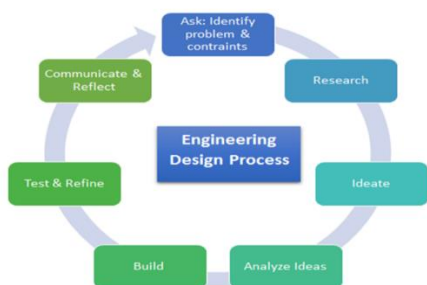 Ask: Identify
problem &
contraints
Research
Ideate
Analyze Ideas
Build
Test & Refine
Communicate &
Reflect
Engineering
Design Process